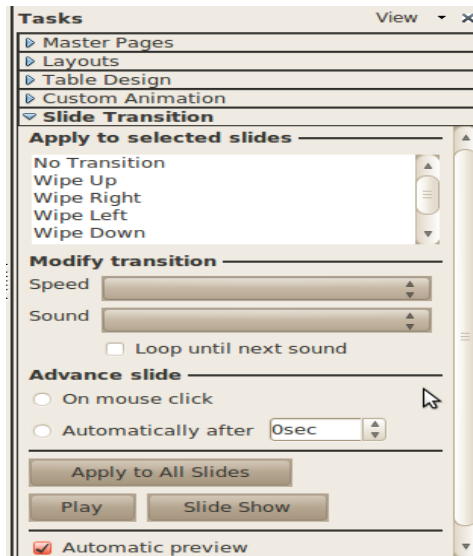 Tasks View
Master Pages
Layouts
Table Design
Custom Animation
Slide Transition
Apply to selected slides
No Transition
Wipe Up
Wipe Right
Wipe Left
Wipe Down
Modify transition
Speed
Sound
Loop until next sound
Advance slide
On mouse click
Automatically after 0sec
Apply to All Slides
Play Slide Show
Automatic preview